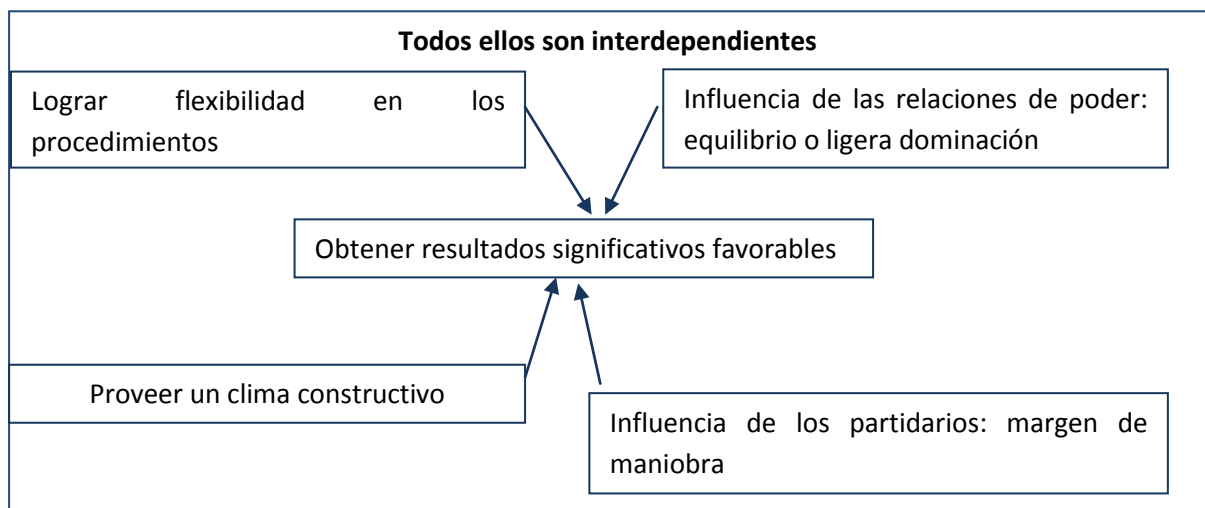 Todos ellos son interdependientes
Lograr flexibilidad en los
procedimientos
Influencia de las relaciones de poder:
equilibrio o ligera dominación
Obtener resultados significativos favorables
Proveer un clima constructivo
Influencia de los partidarios: margen de
maniobra